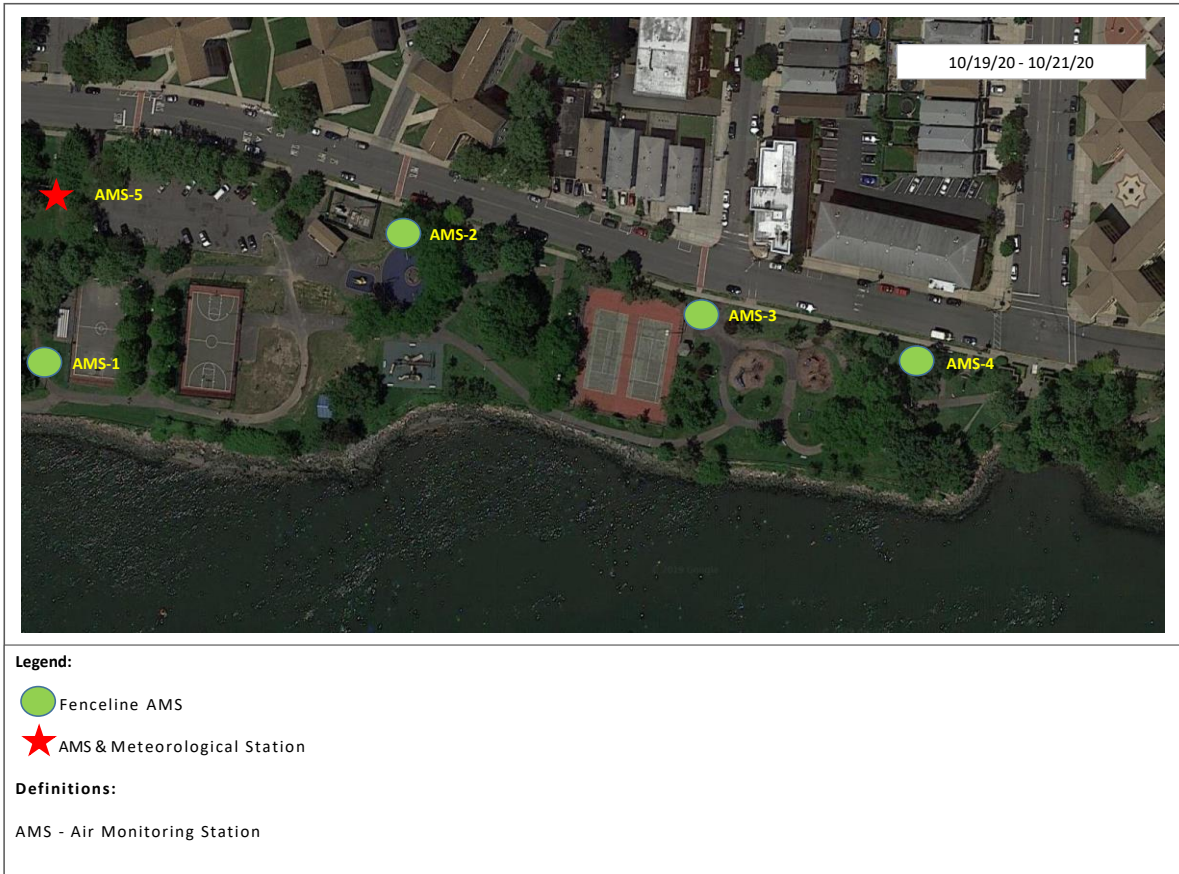 10/19/20 - 10/21/20
AMS-5
AMS-2
AMS-3
AMS-1
AMS-4
Legend:
Fenceline AMS
AMS & Meteorological Station
Definitions:
AMS - Air Monitoring Station